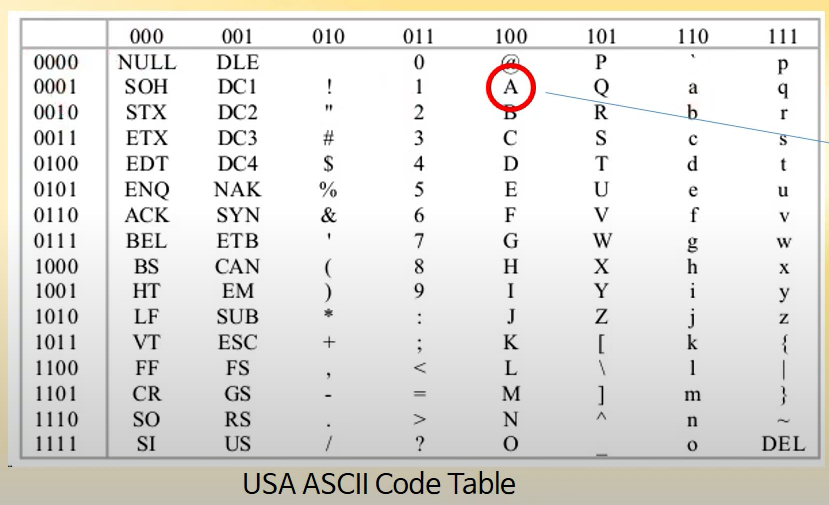 000 001 010 011 100 101 110 111
0000 NULL DLE 0 @ P ` p
0001 SOH DC1 ! 1 A Q a q
0010 STX DC2 " 2 B R b r
0011 ETX DC3 # 3 C S c s
0100 EDT DC4 $ 4 D T d t
0101 ENQ NAK % 5 E U e u
0110 ACK SYN & 6 F V f v
0111 BEL ETB ' 7 G W g w
1000 BS CAN ( 8 H X h x
1001 HT EM ) 9 I Y i y
1010 LF SUB * : J Z j z
1011 VT ESC + ; K [ k {
1100 FF FS , < L \ l |
1101 CR GS - = M ] m }
1110 SO RS . > N ^ n ~
1111 SI US / ? O _ o DEL
USA ASCII Code Table